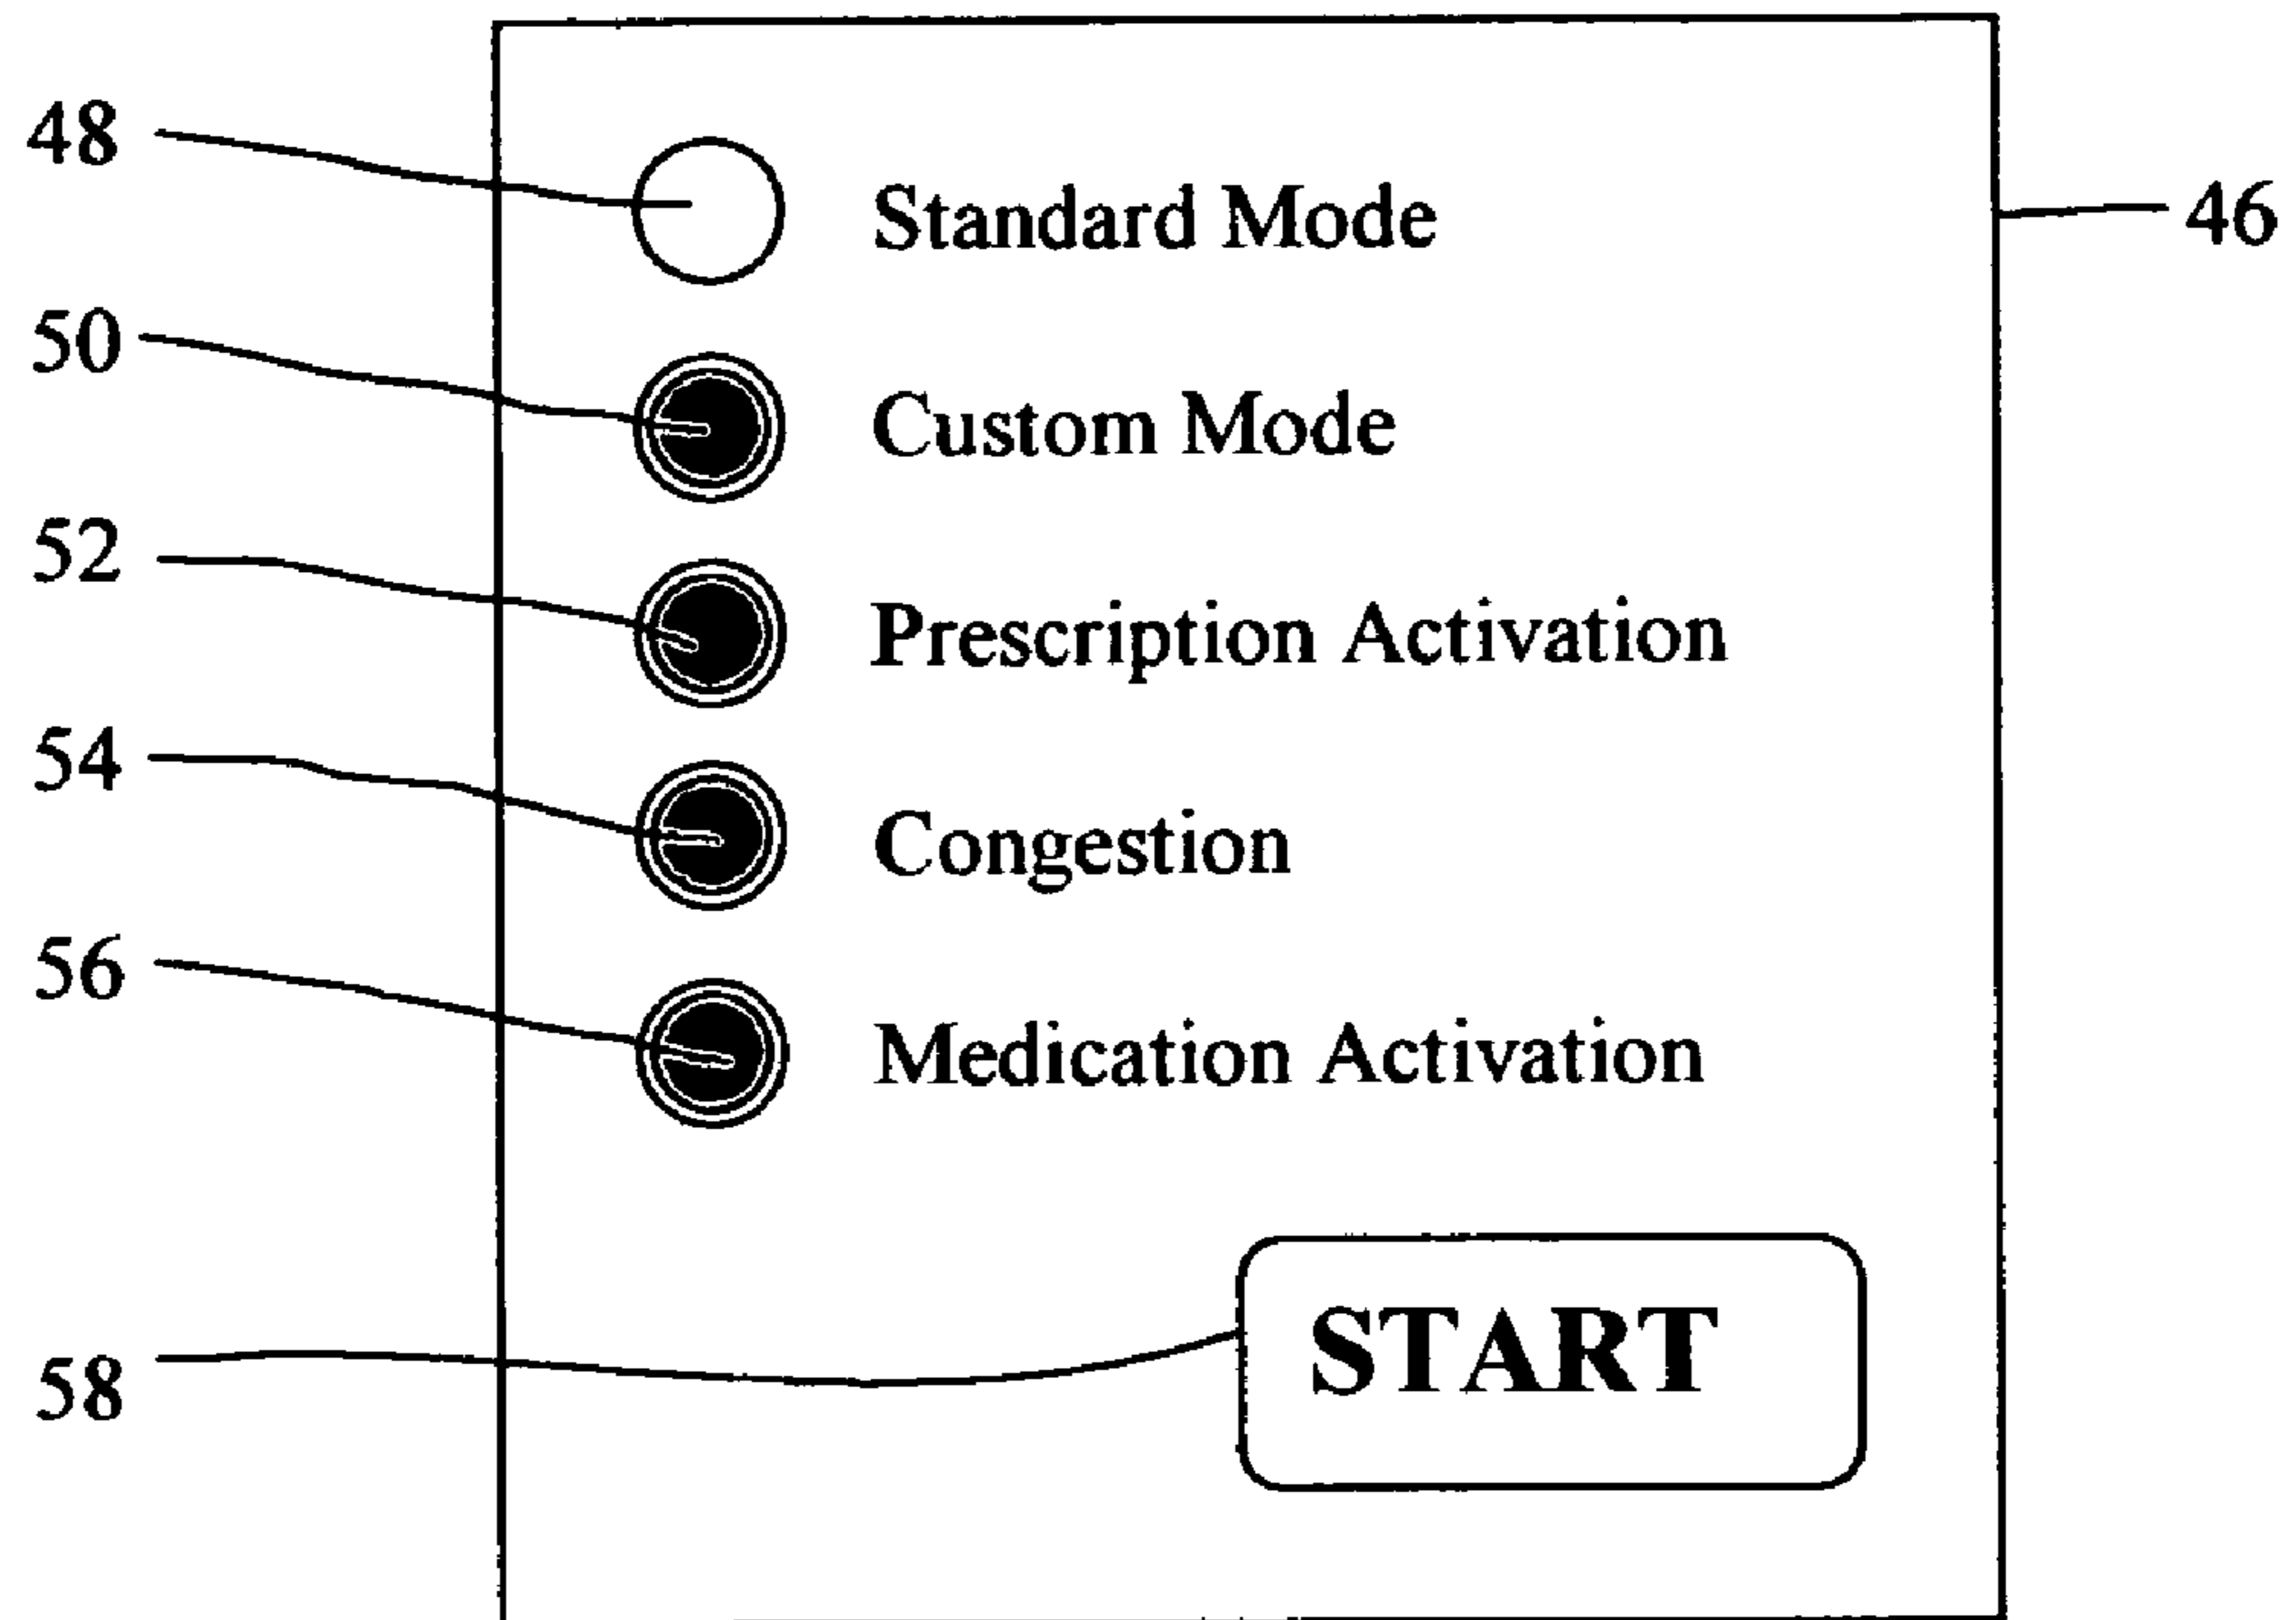 48
Standard Mode
46
50
Custom Mode
52
Prescription Activation
54
Congestion
56
Medication Activation
58
START